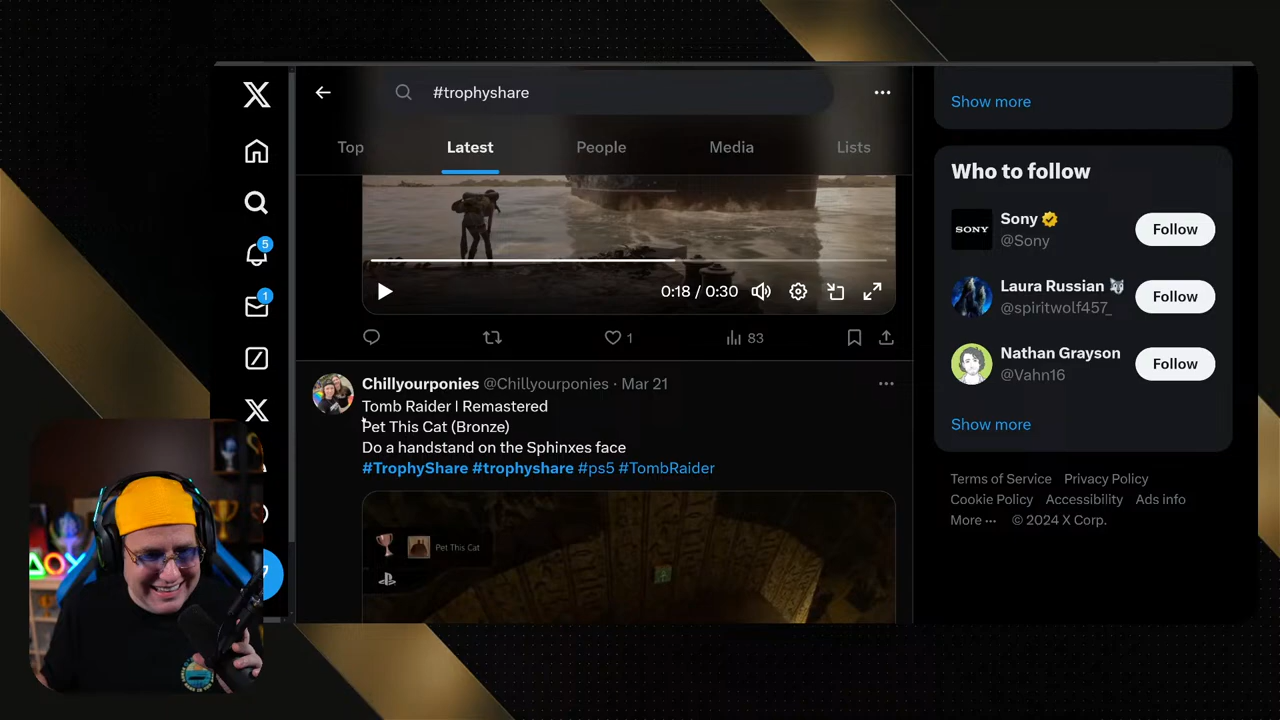 #trophyshare
Top
Latest
People
Media
Lists
0:18 / 0:30
1
83
Chillyourponies @Chillyourponies · Mar 21
Tomb Raider I Remastered
Pet This Cat (Bronze)
Do a handstand on the Sphinxes face
#TrophyShare #trophyshare #ps5 #TombRaider
Pet This Cat
5
1
Show more
Who to follow
SONY
Sony
@Sony
Follow
Laura Russian
@spiritwolf457_
Follow
Nathan Grayson
@Vahn16
Follow
Show more
Terms of Service Privacy Policy
Cookie Policy Accessibility Ads info
More ··· © 2024 X Corp.